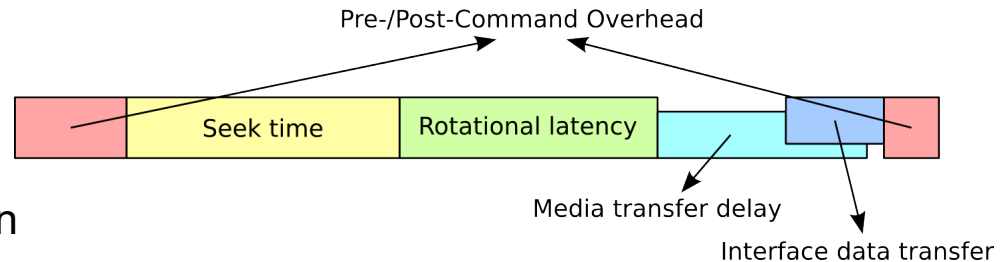 Pre-/Post-Command Overhead
Seek time
Rotational latency
Media transfer delay
n
Interface data transfer